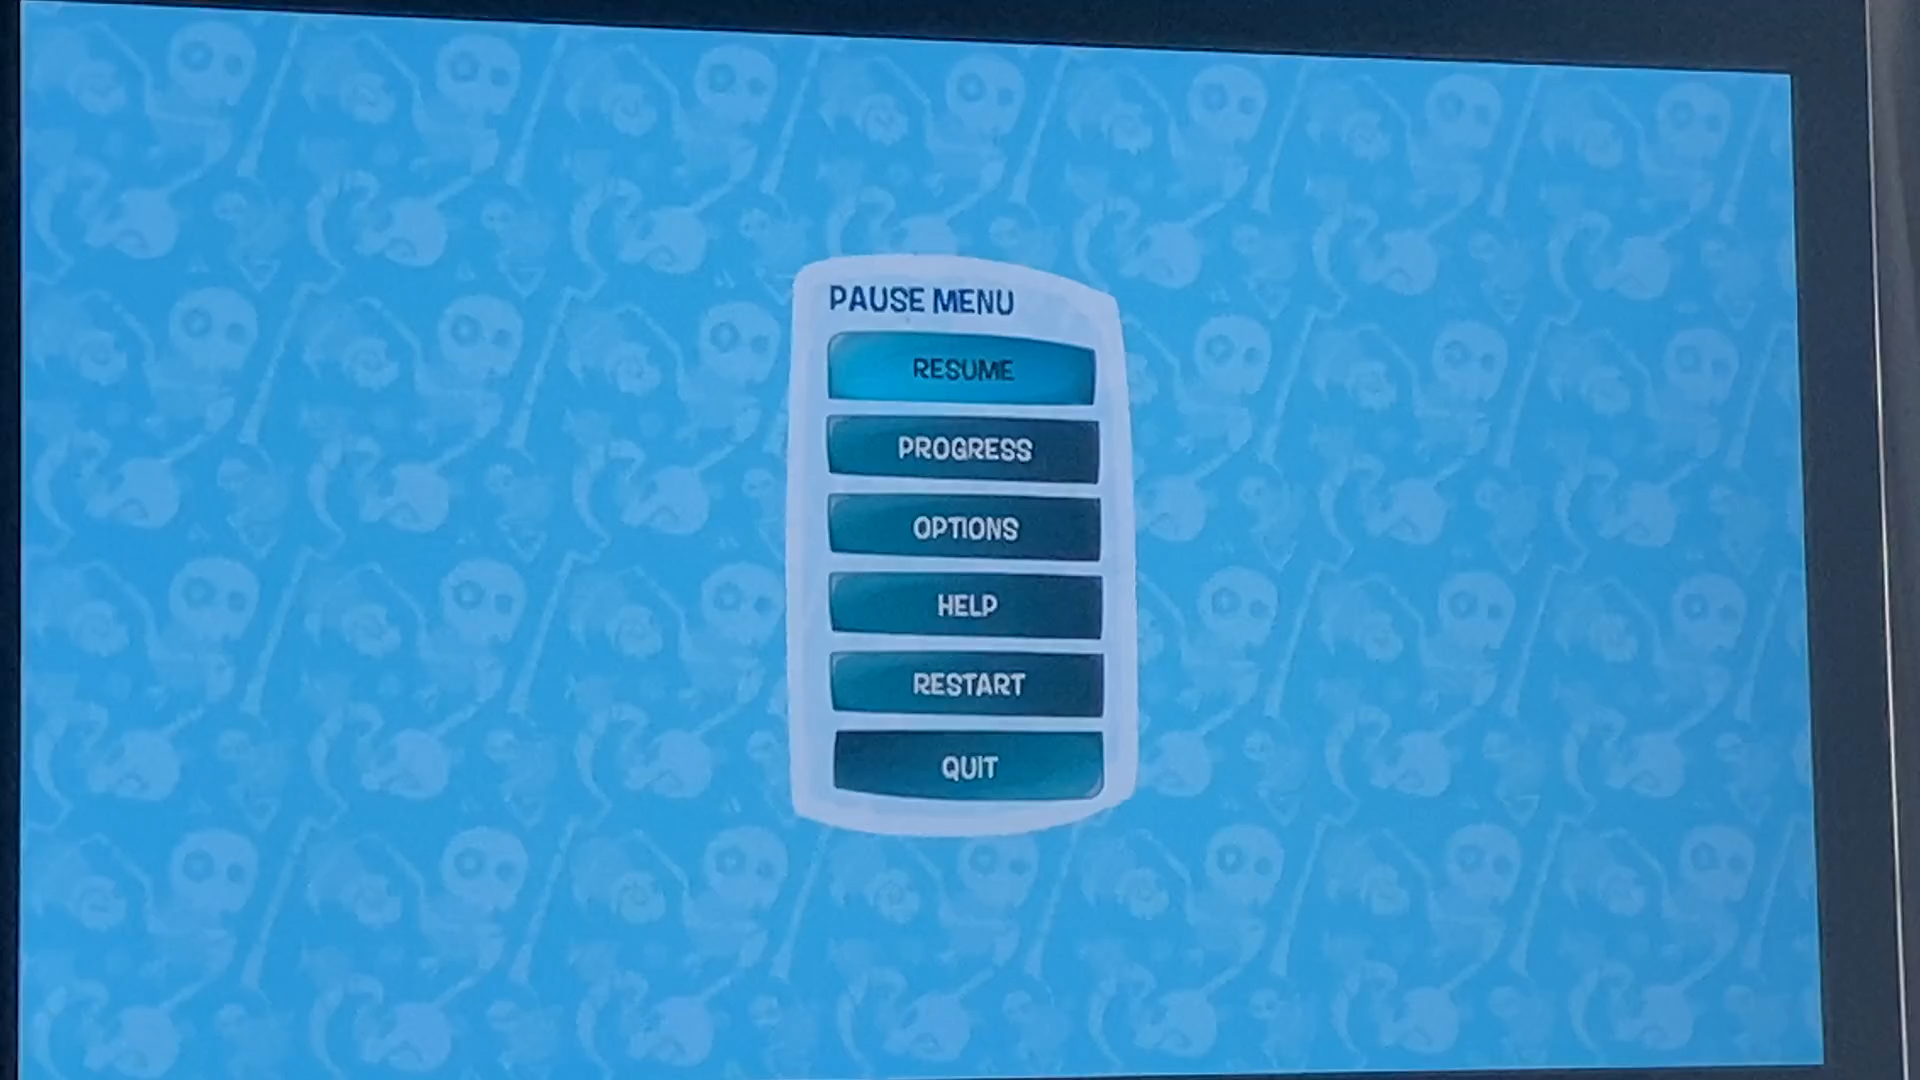 PAUSE MENU
RESUME
PROGRESS
OPTIONS
HELP
RESTART
QUIT